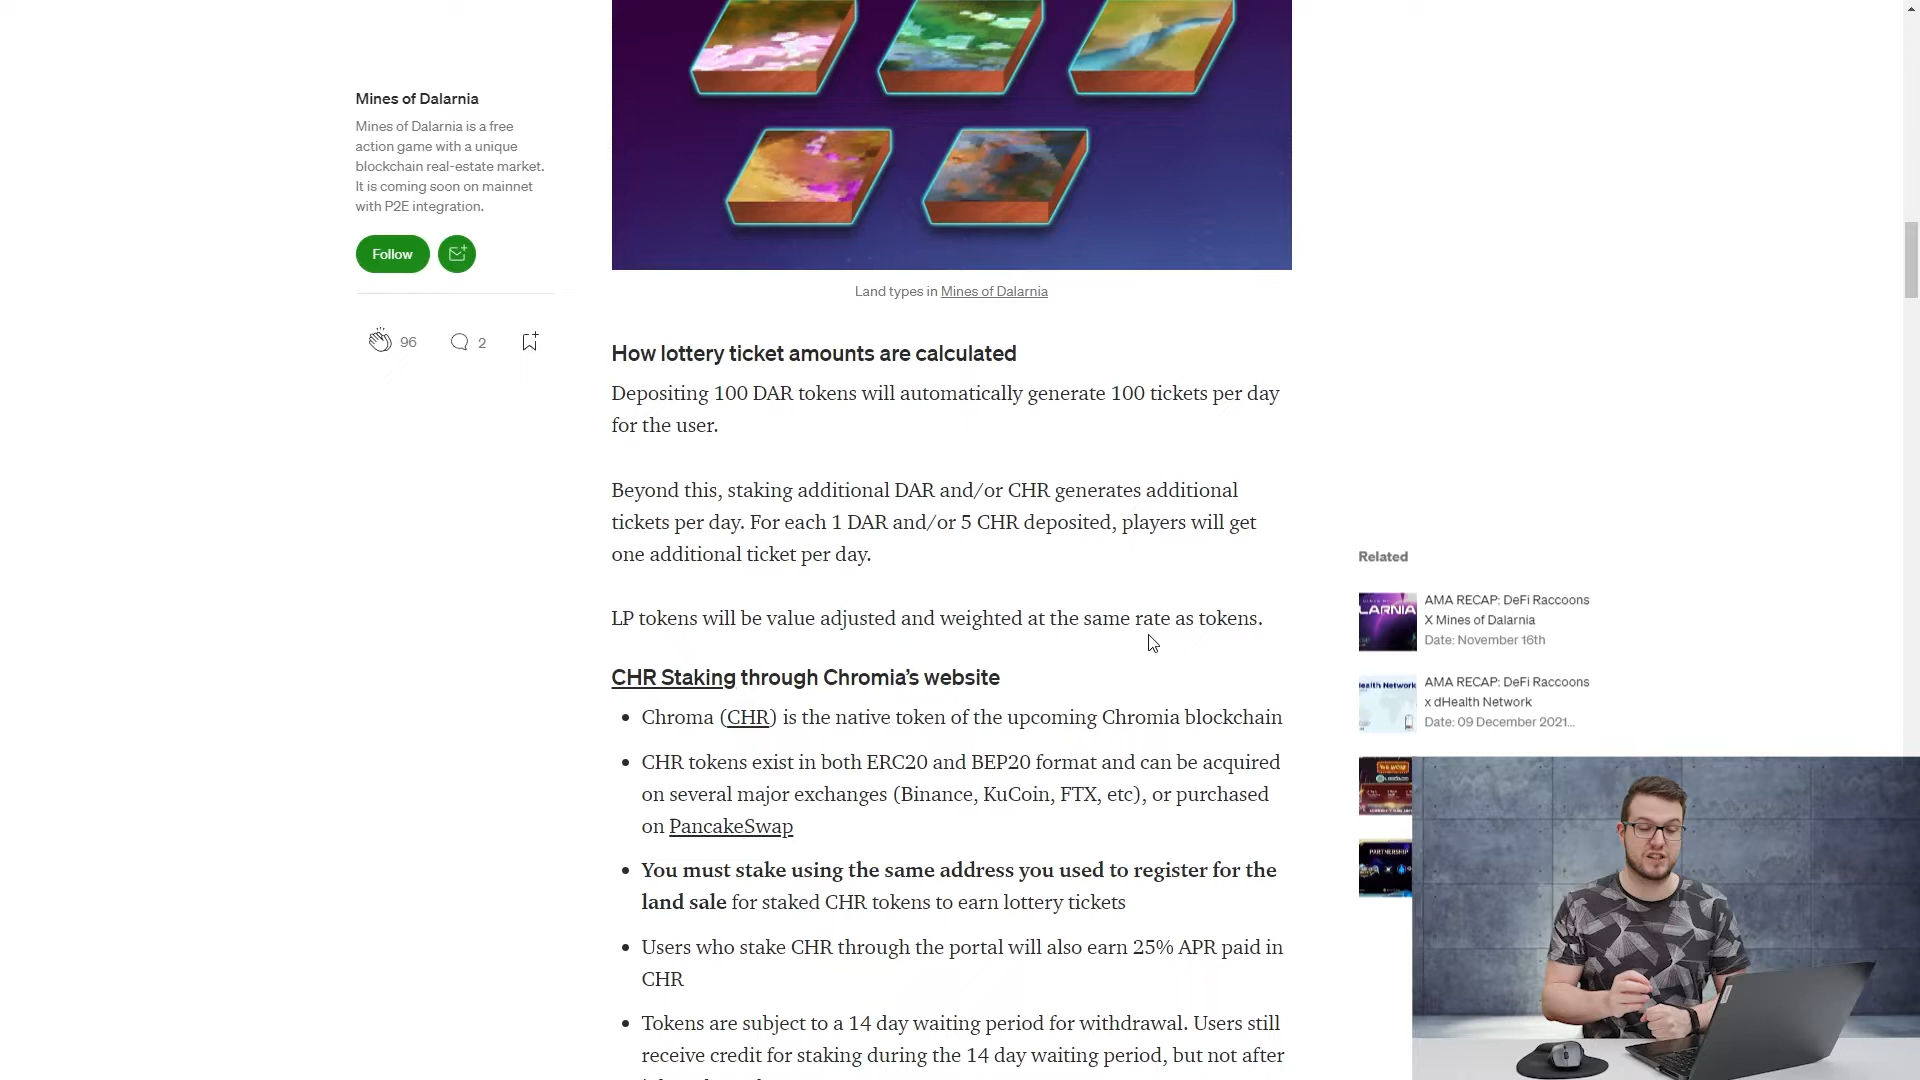 Mines of Dalarnia
Mines of Dalarnia is a free
action game with a unique
blockchain real-estate market.
It is coming soon on mainnet
with P2E integration.
Follow
96
2
Land types in Mines of Dalarnia
How lottery ticket amounts are calculated
Depositing 100 DAR tokens will automatically generate 100 tickets per day
for the user.
Beyond this, staking additional DAR and/or CHR generates additional
tickets per day. For each 1 DAR and/or 5 CHR deposited, players will get
one additional ticket per day.
LP tokens will be value adjusted and weighted at the same rate as tokens.
CHR Staking through Chromia’s website
• Chroma (CHR) is the native token of the upcoming Chromia blockchain
• CHR tokens exist in both ERC20 and BEP20 format and can be acquired
on several major exchanges (Binance, KuCoin, FTX, etc), or purchased
on PancakeSwap
• You must stake using the same address you used to register for the
land sale for staked CHR tokens to earn lottery tickets
• Users who stake CHR through the portal will also earn 25% APR paid in
CHR
• Tokens are subject to a 14 day waiting period for withdrawal. Users still
receive credit for staking during the 14 day waiting period, but not after
Related
LARNIA
AMA RECAP: DeFi Raccoons
X Mines of Dalarnia
Date: November 16th
ealth Network
AMA RECAP: DeFi Raccoons
x dHealth Network
Date: 09 December 2021...
PARTNERSHIP